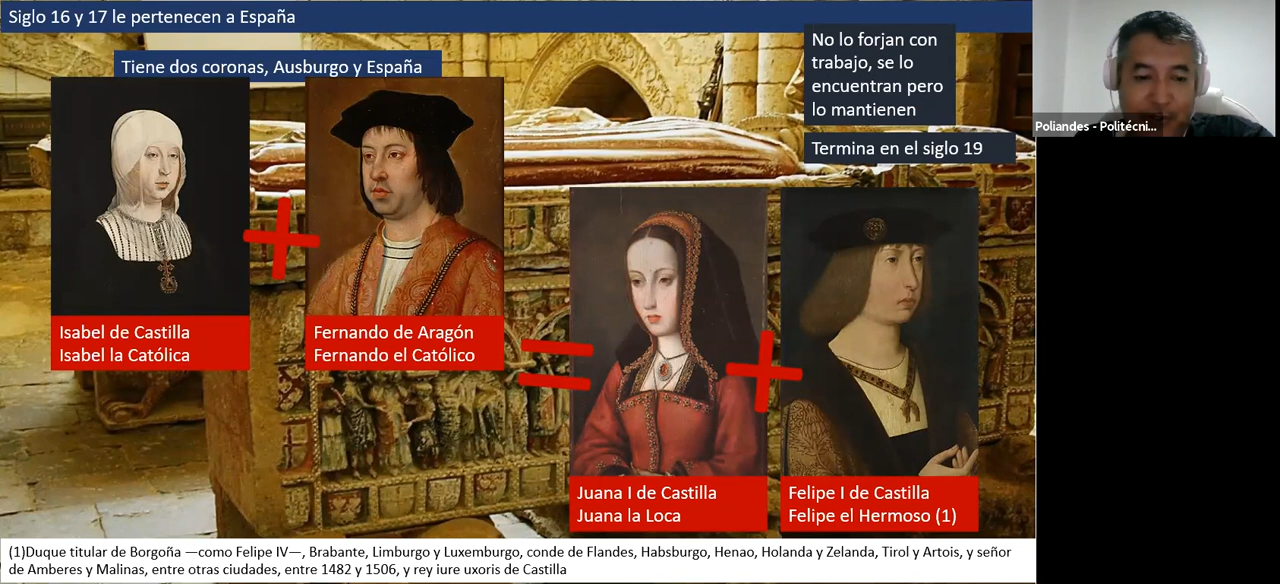 Siglo 16 y 17 le pertenecen a España
Tiene dos coronas, Ausburgo y España
No lo forjan con
trabajo, se lo
encuentran pero
lo mantienen
Termina en el siglo 19
Poliandes - Politécni...
Isabel de Castilla
Isabel la Católica
Fernando de Aragón
Fernando el Católico
Juana I de Castilla
Juana la Loca
Felipe I de Castilla
Felipe el Hermoso (1)
(1)Duque titular de Borgoña —como Felipe IV—, Brabante, Limburgo y Luxemburgo, conde de Flandes, Habsburgo, Henao, Holanda y Zelanda, Tirol y Artois, y señor
de Amberes y Malinas, entre otras ciudades, entre 1482 y 1506, y rey iure uxoris de Castilla